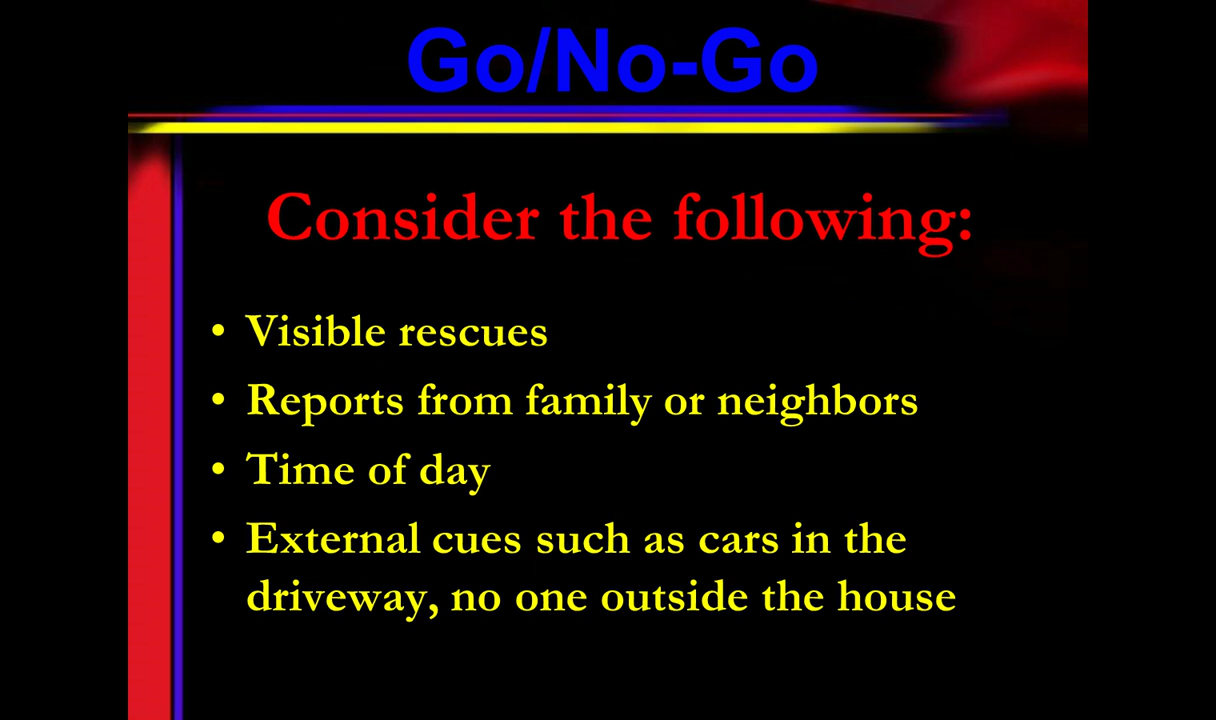 Go/No-Go
Consider the following:
• Visible rescues
• Reports from family or neighbors
• Time of day
• External cues such as cars in the
driveway, no one outside the house